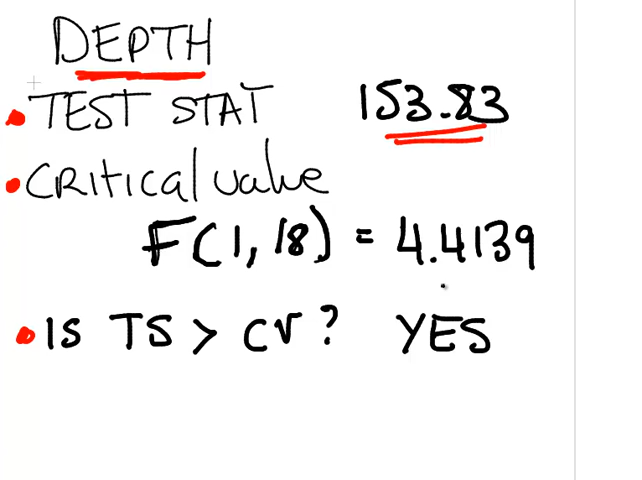 DEPTH
• TEST STAT 153.83
• CRITICAL value
F(1, 18) = 4.4139
• IS TS > CV? YES